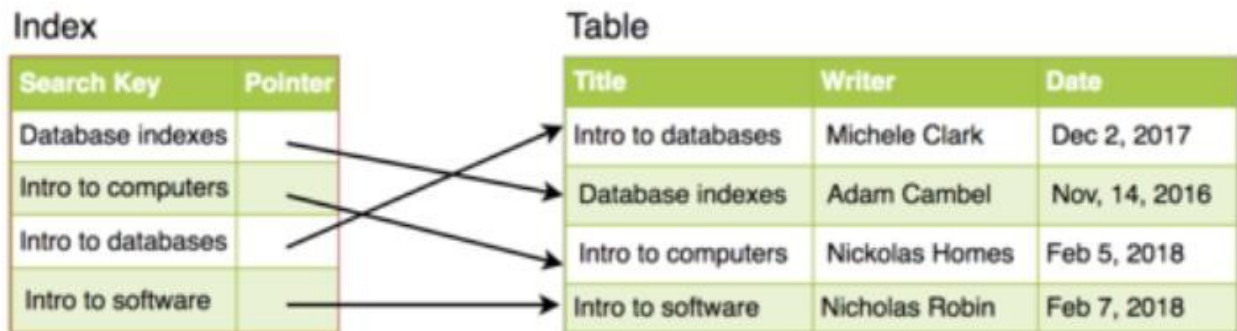 Index
Table
Search Key Pointer
Title Writer Date
Database indexes
Intro to databases Michele Clark Dec 2, 2017
Intro to computers
Database indexes Adam Cambel Nov, 14, 2016
Intro to databases
Intro to computers Nickolas Homes Feb 5, 2018
Intro to software
Intro to software Nicholas Robin Feb 7, 2018